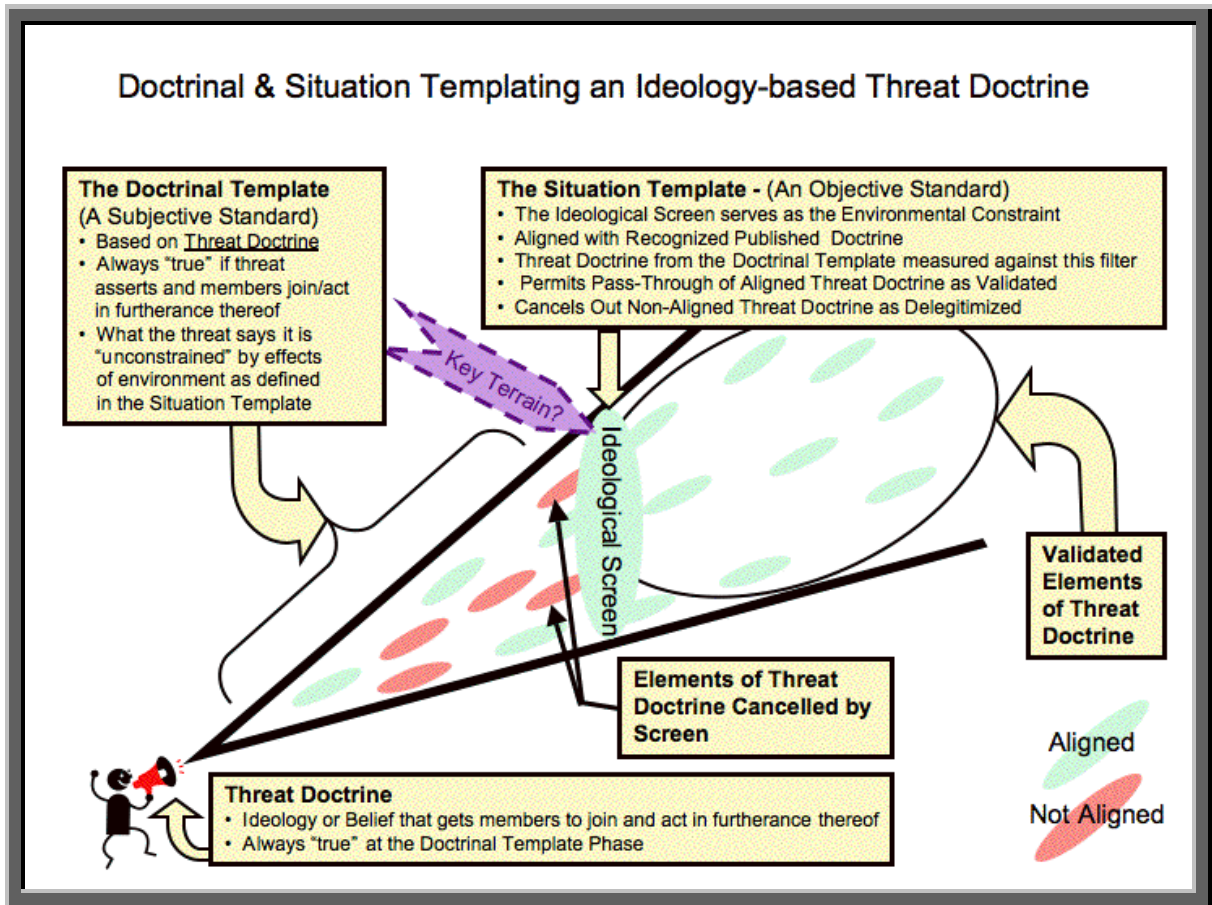 Doctrinal & Situation Templating an Ideology-based Threat Doctrine
The Doctrinal Template
(A Subjective Standard)
• Based on Threat Doctrine
• Always “true” if threat
asserts and members join/act
in furtherance thereof
• What the threat says it is
“unconstrained” by effects
of environment as defined
in the Situation Template
The Situation Template - (An Objective Standard)
• The Ideological Screen serves as the Environmental Constraint
• Aligned with Recognized Published Doctrine
• Threat Doctrine from the Doctrinal Template measured against this filter
• Permits Pass-Through of Aligned Threat Doctrine as Validated
• Cancels Out Non-Aligned Threat Doctrine as Delegitimized
Key Terrain?
Ideological Screen
Validated
Elements
of Threat
Doctrine
Elements of Threat
Doctrine Cancelled by
Screen
Aligned
Not Aligned
Threat Doctrine
• Ideology or Belief that gets members to join and act in furtherance thereof
• Always “true” at the Doctrinal Template Phase